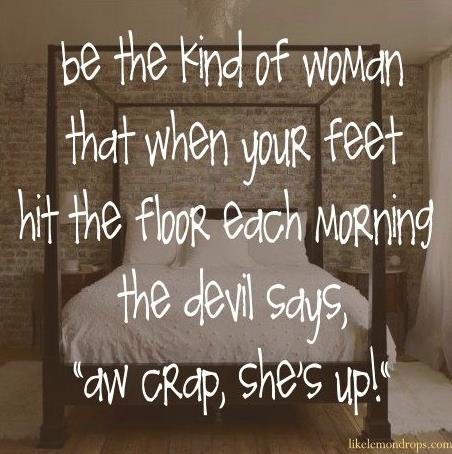 be the kind of woman
that when your feet
hit the floor each morning
the devil says,
"aw crap, she's up!"
likelemondrops.com